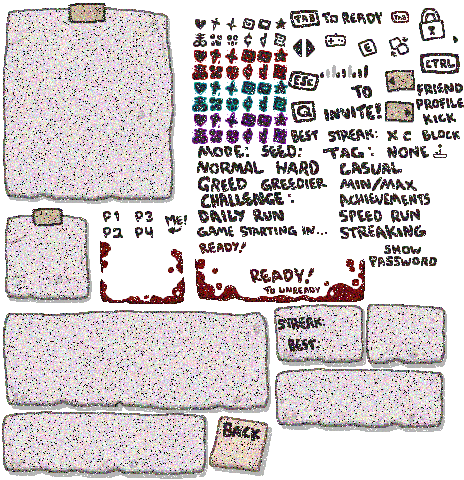 TAB TO READY TAB
E
CTRL
ESC
TO
INVITE!
Q
FRIEND
PROFILE
KICK
BLOCK
BEST STREAK: X C
MODE: SEED: TAG: NONE
NORMAL HARD CASUAL
GREED GREEDIER MIN/MAX
CHALLENGE: ACHIEVEMENTS
DAILY RUN SPEED RUN
GAME STARTING IN... STREAKING
P1 P3 ME!
P2 P4
READY!
SHOW
PASSWORD
READY!
TO UNREADY
STREAK:
BEST:
BACK